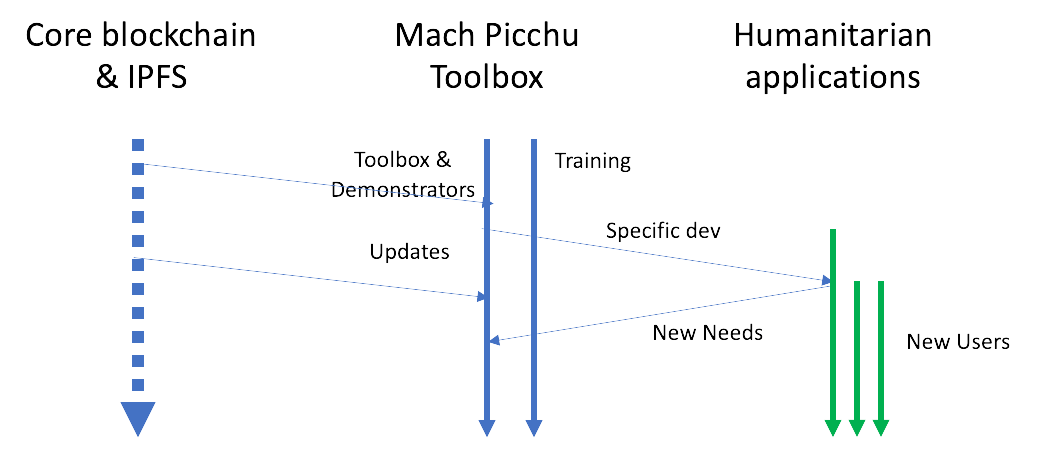 Core blockchain
& IPFS
Mach Picchu
Toolbox
Humanitarian
applications
Toolbox &
Demonstrators
Training
Specific dev
Updates
New Needs
New Users